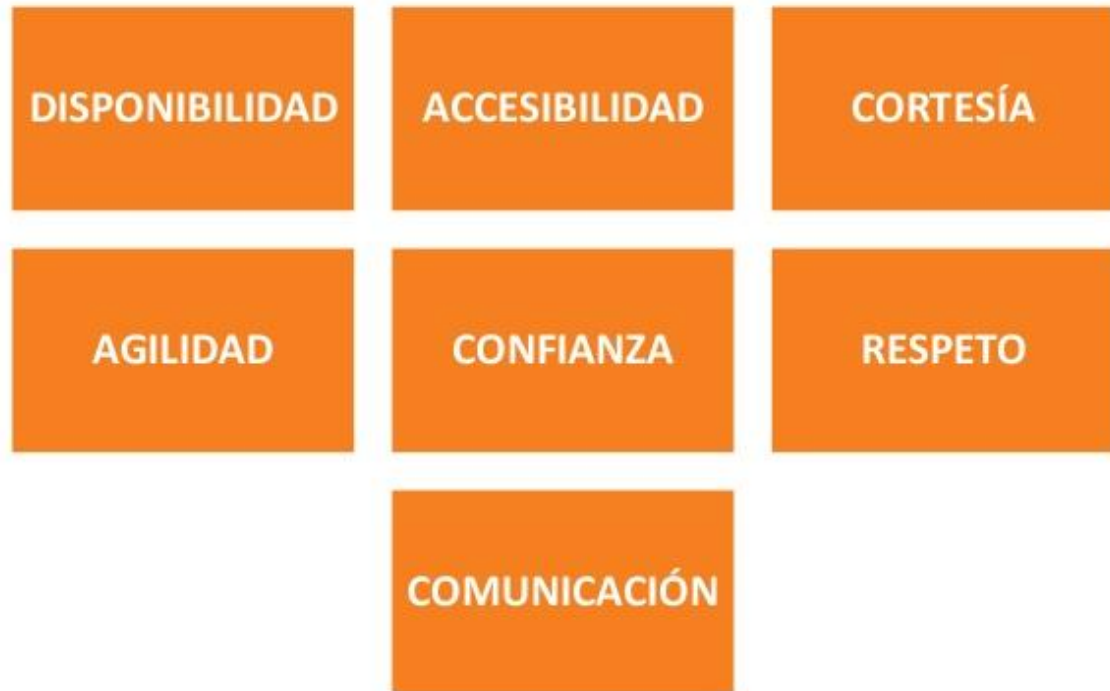 DISPONIBILIDAD
ACCESIBILIDAD
CORTESÍA
AGILIDAD
CONFIANZA
RESPETO
COMUNICACIÓN